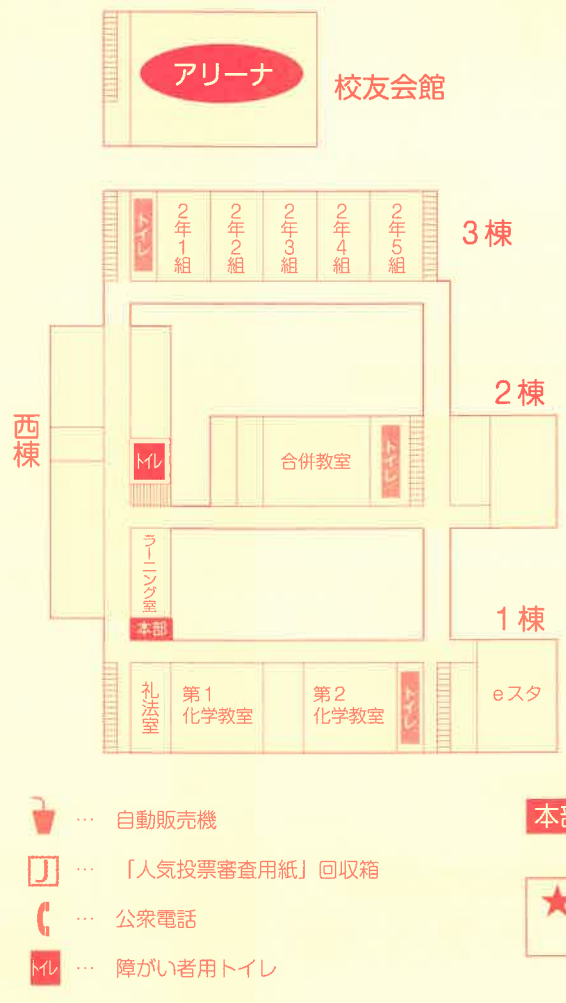 アリーナ
校友会館
トイレ
2年1組
2年2組
2年3組
2年4組
2年5組
3棟
2棟
西棟
トイレ
合併教室
トイレ
ラーニング室
本部
1棟
礼法室
第1
化学教室
第2
化学教室
トイレ
eスタ
… 自動販売機
本部
J … 「人気投票審査用紙」回収箱
… 公衆電話
トイレ … 障がい者用トイレ